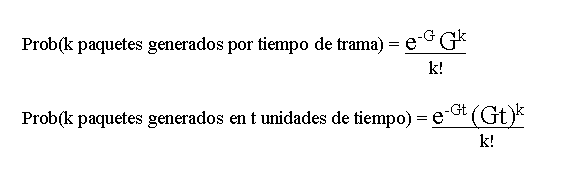 Prob(k paquetes generados por tiempo de trama) = e^-G G^k
k!
Prob(k paquetes generados en t unidades de tiempo) = e^-Gt (Gt)^k
k!